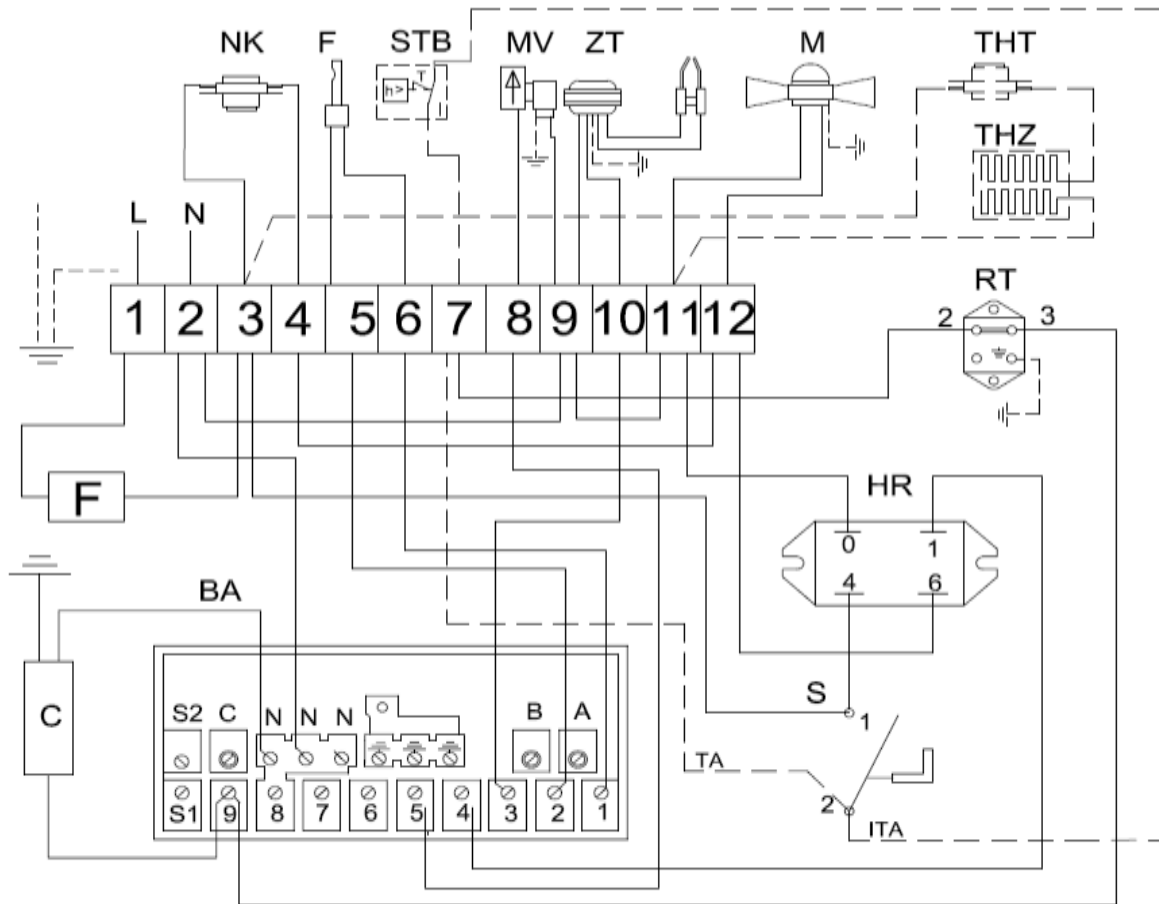 NK F STB MV ZT M THT
h> T
THZ
L N
RT
1 2 3 4 5 6 7 8 9 10 11 12
2 3
F
HR
0 1
4 6
BA
C
S
1
S2 C N N N B A
TA
2
S1 9 8 7 6 5 4 3 2 1
ITA